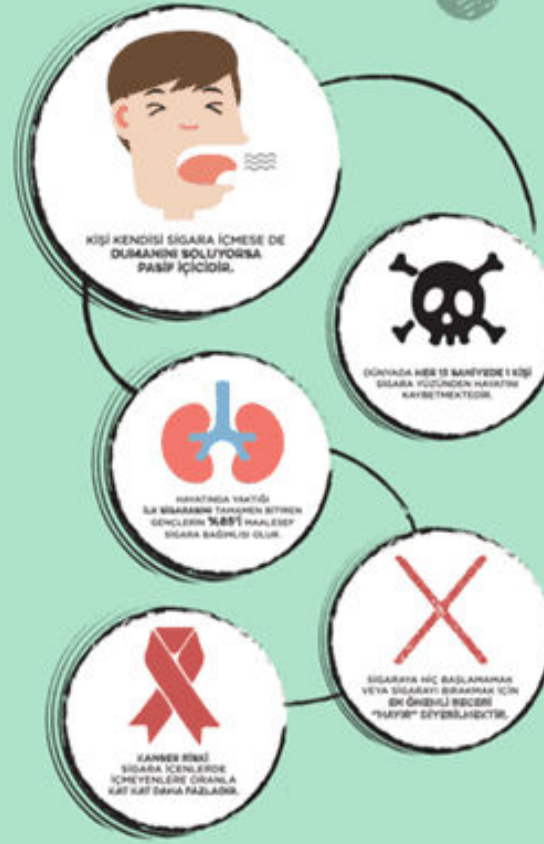 KİŞİ KENDİSİ SİGARA İÇMESE DE
DUMANINI SOLUYORSA
PASİF İÇİCİDİR.
DÜNYADA HER 13 SANİYEDE 1 KİŞİ
SİGARA YÜZÜNDEN HAYATINI
KAYBETMEKTEDİR.
HAYATINDA YAKTIĞI
İLK SİGARASINI TAMAMEN BİTİREN
GENÇLERİN %85'İ MAALESEF
SİGARA BAĞIMLISI OLUR.
SİGARAYA HİÇ BAŞLAMAMAK
VEYA SİGARAYI BIRAKMAK İÇİN
EN ÖNEMLİ BECERİ
"HAYIR" DİYEBİLMEKTİR.
KANSER RİSKİ
SİGARA İÇENLERDE
İÇMEYENLERE ORANLA
KAT KAT DAHA FAZLADIR.